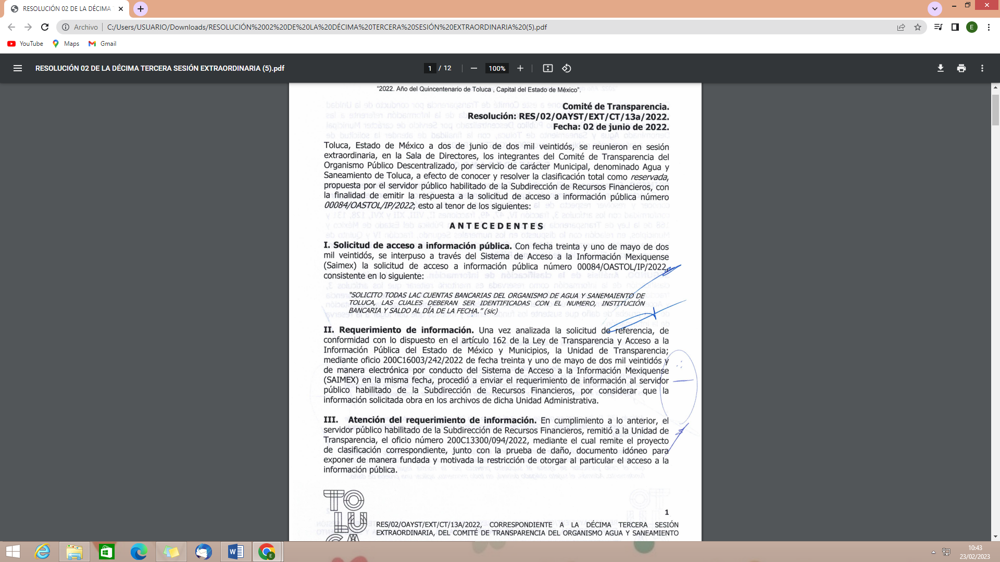 RESOLUCIÓN 02 DE LA DÉCIMA
Archivo
C:/Users/USUARIO/Downloads/RESOLUCIÓN%2002%20DE%20LA%20DÉCIMA%20TERCERA%20SESIÓN%20EXTRAORDINARIA%20(5).pdf
E
YouTube
Maps
Gmail
RESOLUCIÓN 02 DE LA DÉCIMA TERCERA SESIÓN EXTRAORDINARIA (5).pdf
1 / 12
100%
"2022. Año del Quincentenario de Toluca , Capital del Estado de México".
Comité de Transparencia.
Resolución: RES/02/OAYST/EXT/CT/13a/2022.
Fecha: 02 de junio de 2022.
Toluca, Estado de México a dos de junio de dos mil veintidós, se reunieron en sesión
extraordinaria, en la Sala de Directores, los integrantes del Comité de Transparencia del
Organismo Público Descentralizado, por servicio de carácter Municipal, denominado Agua y
Saneamiento de Toluca, a efecto de conocer y resolver la clasificación total como reservada,
propuesta por el servidor público habilitado de la Subdirección de Recursos Financieros, con
la finalidad de emitir la respuesta a la solicitud de acceso a información pública número
00084/OASTOL/IP/2022; esto al tenor de los siguientes:
A N T E C E D E N T E S
I. Solicitud de acceso a información pública. Con fecha treinta y uno de mayo de dos
mil veintidós, se interpuso a través del Sistema de Acceso a la Información Mexiquense
(Saimex) la solicitud de acceso a información pública número 00084/OASTOL/IP/2022,
consistente en lo siguiente:
"SOLICITO TODAS LAC CUENTAS BANCARIAS DEL ORGANISMO DE AGUA Y SANEMAIENTO DE
TOLUCA, LAS CUALES DEBERAN SER IDENTIFICADAS CON EL NUMERO, INSTITUCIÓN
BANCARIA Y SALDO AL DÍA DE LA FECHA." (sic)
II. Requerimiento de información. Una vez analizada la solicitud de referencia, de
conformidad con lo dispuesto en el artículo 162 de la Ley de Transparencia y Acceso a la
Información Pública del Estado de México y Municipios, la Unidad de Transparencia;
mediante oficio 200C16003/242/2022 de fecha treinta y uno de mayo de dos mil veintidós y
de manera electrónica por conducto del Sistema de Acceso a la Información Mexiquense
(SAIMEX) en la misma fecha, procedió a enviar el requerimiento de información al servidor
público habilitado de la Subdirección de Recursos Financieros, por considerar que la
información solicitada obra en los archivos de dicha Unidad Administrativa.
III. Atención del requerimiento de información. En cumplimiento a lo anterior, el
servidor público habilitado de la Subdirección de Recursos Financieros, remitió a la Unidad de
Transparencia, el oficio número 200C13300/094/2022, mediante el cual remite el proyecto
de clasificación correspondiente, junto con la prueba de daño, documento idóneo para
exponer de manera fundada y motivada la restricción de otorgar al particular el acceso a la
información pública.
TO
LU
CA
1
RES/02/OAYST/EXT/CT/13A/2022, CORRESPONDIENTE A LA DÉCIMA TERCERA SESIÓN
EXTRAORDINARIA, DEL COMITÉ DE TRANSPARENCIA DEL ORGANISMO AGUA Y SANEAMIENTO
10:43
23/02/2023